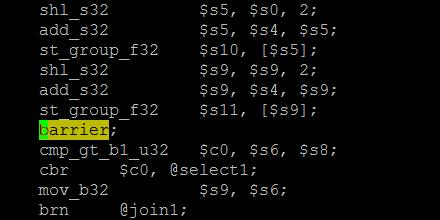 shl_s32 $s5, $s0, 2;
add_s32 $s5, $s4, $s5;
st_group_f32 $s10, [$s5];
shl_s32 $s9, $s9, 2;
add_s32 $s9, $s4, $s9;
st_group_f32 $s11, [$s9];
barrier;
cmp_gt_b1_u32 $c0, $s6, $s8;
cbr $c0, @select1;
mov_b32 $s9, $s6;
brn @join1;